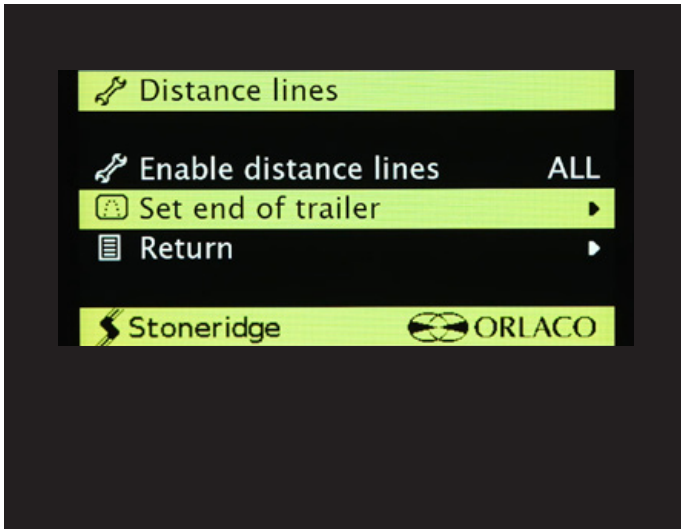 Distance lines
Enable distance lines ALL
Set end of trailer
Return
Stoneridge ORLACO